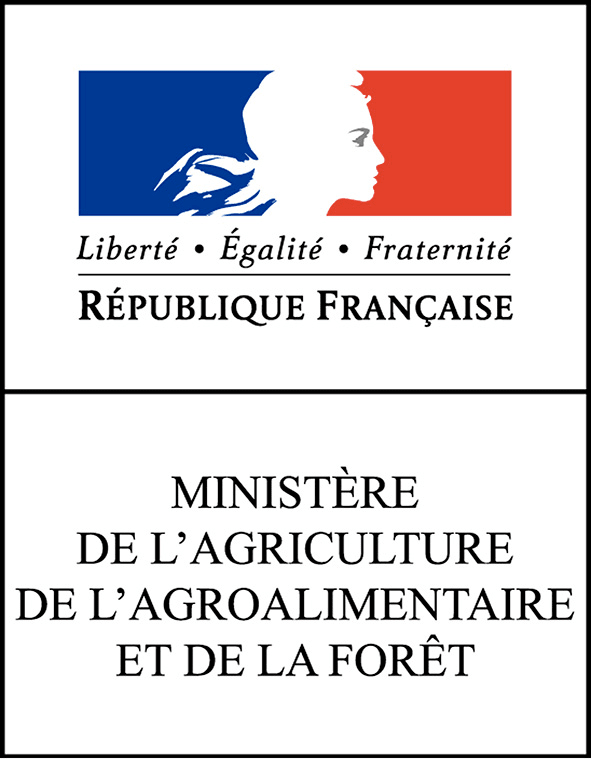 Liberté • Égalité • Fraternité
RÉPUBLIQUE FRANÇAISE
MINISTÈRE
DE L’AGRICULTURE
DE L’AGROALIMENTAIRE
ET DE LA FORÊT